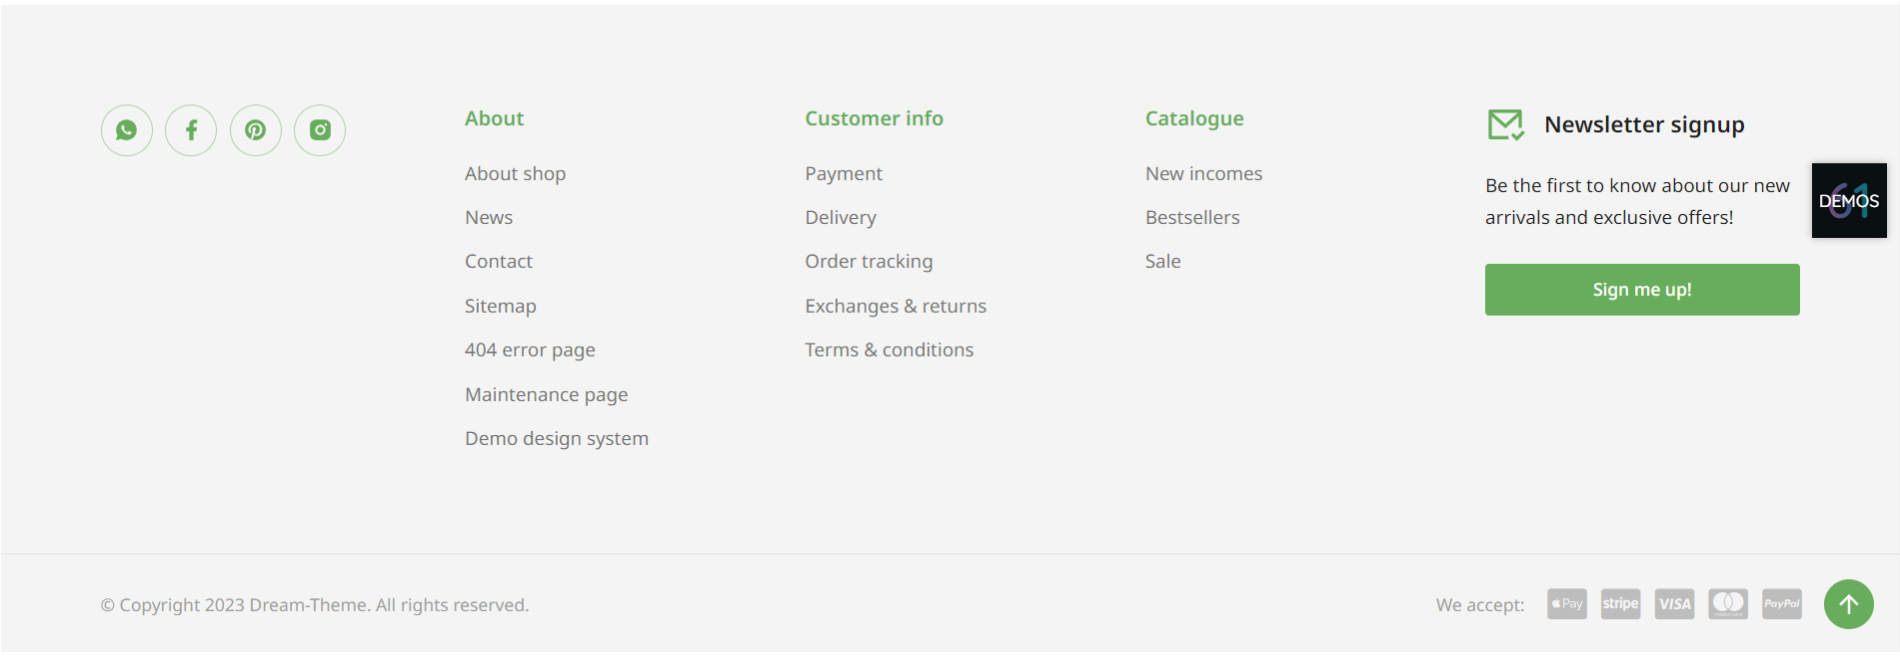 About
About shop
News
Contact
Sitemap
404 error page
Maintenance page
Demo design system
Customer info
Payment
Delivery
Order tracking
Exchanges & returns
Terms & conditions
Catalogue
New incomes
Bestsellers
Sale
Newsletter signup
Be the first to know about our new
arrivals and exclusive offers!
Sign me up!
61
DEMOS
© Copyright 2023 Dream-Theme. All rights reserved.
We accept: Pay stripe VISA mastercard PayPal